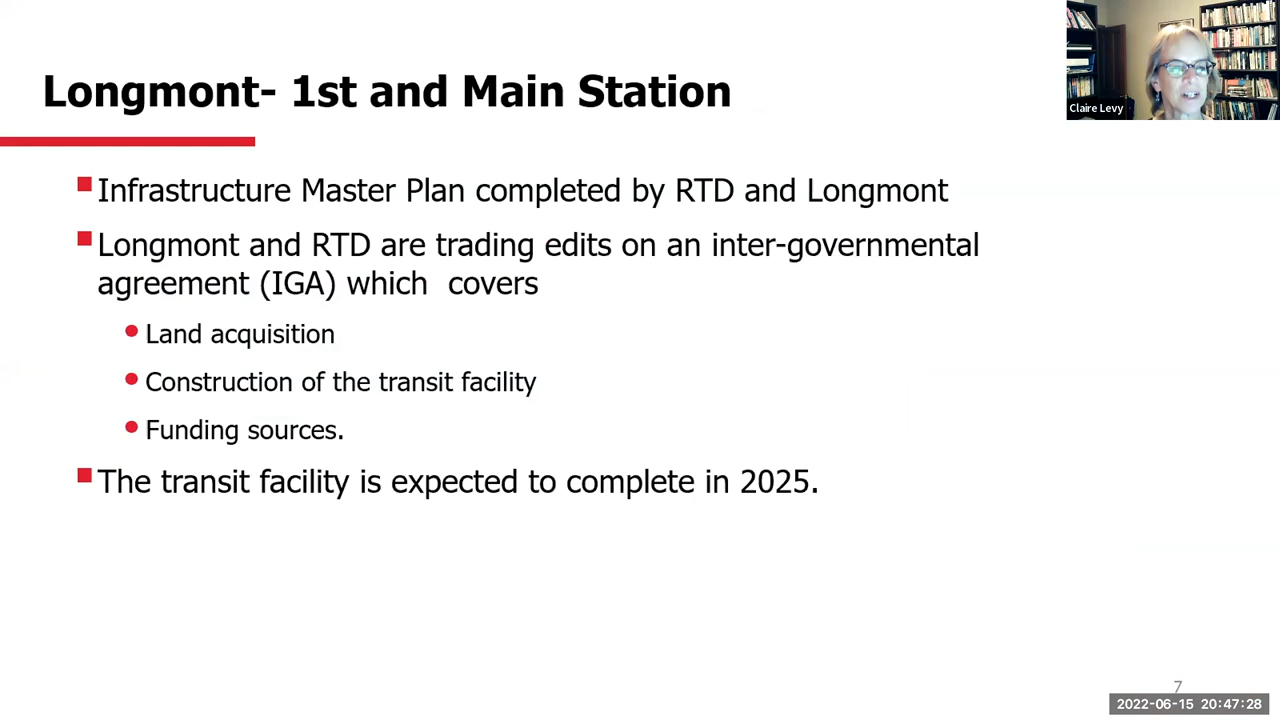 Longmont- 1st and Main Station
Claire Levy
Infrastructure Master Plan completed by RTD and Longmont
Longmont and RTD are trading edits on an inter-governmental
agreement (IGA) which  covers
Land acquisition
Construction of the transit facility
Funding sources.
The transit facility is expected to complete in 2025.
7
2022-06-15 20:47:28